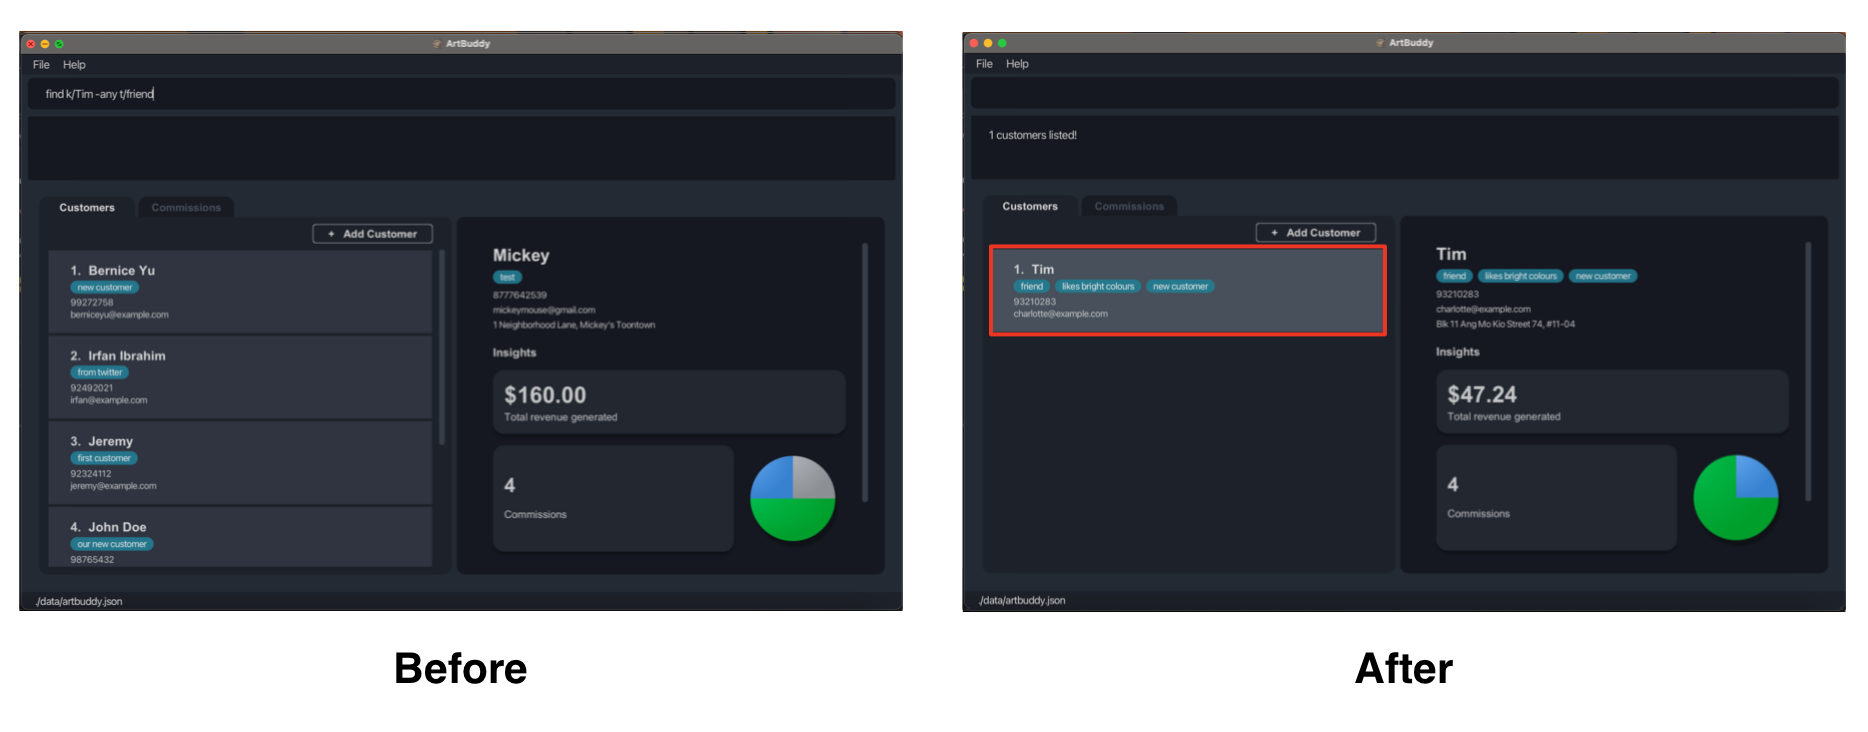 ArtBuddy
File Help
find k/Tim -any t/friend
Customers Commissions
+ Add Customer
1. Bernice Yu
new customer
99272758
berniceyu@example.com
2. Irfan Ibrahim
from twitter
92492021
irfan@example.com
3. Jeremy
first customer
92324112
jeremy@example.com
4. John Doe
our new customer
98765432
Mickey
test
8777642539
mickeymouse@gmail.com
1 Neighborhood Lane, Mickey's Toontown
Insights
$160.00
Total revenue generated
4
Commissions
./data/artbuddy.json
Before
ArtBuddy
File Help
1 customers listed!
Customers Commissions
+ Add Customer
1. Tim
friend likes bright colours new customer
93210283
charlotte@example.com
Tim
friend likes bright colours new customer
93210283
charlotte@example.com
Blk 11 Ang Mo Kio Street 74, #11-04
Insights
$47.24
Total revenue generated
4
Commissions
./data/artbuddy.json
After